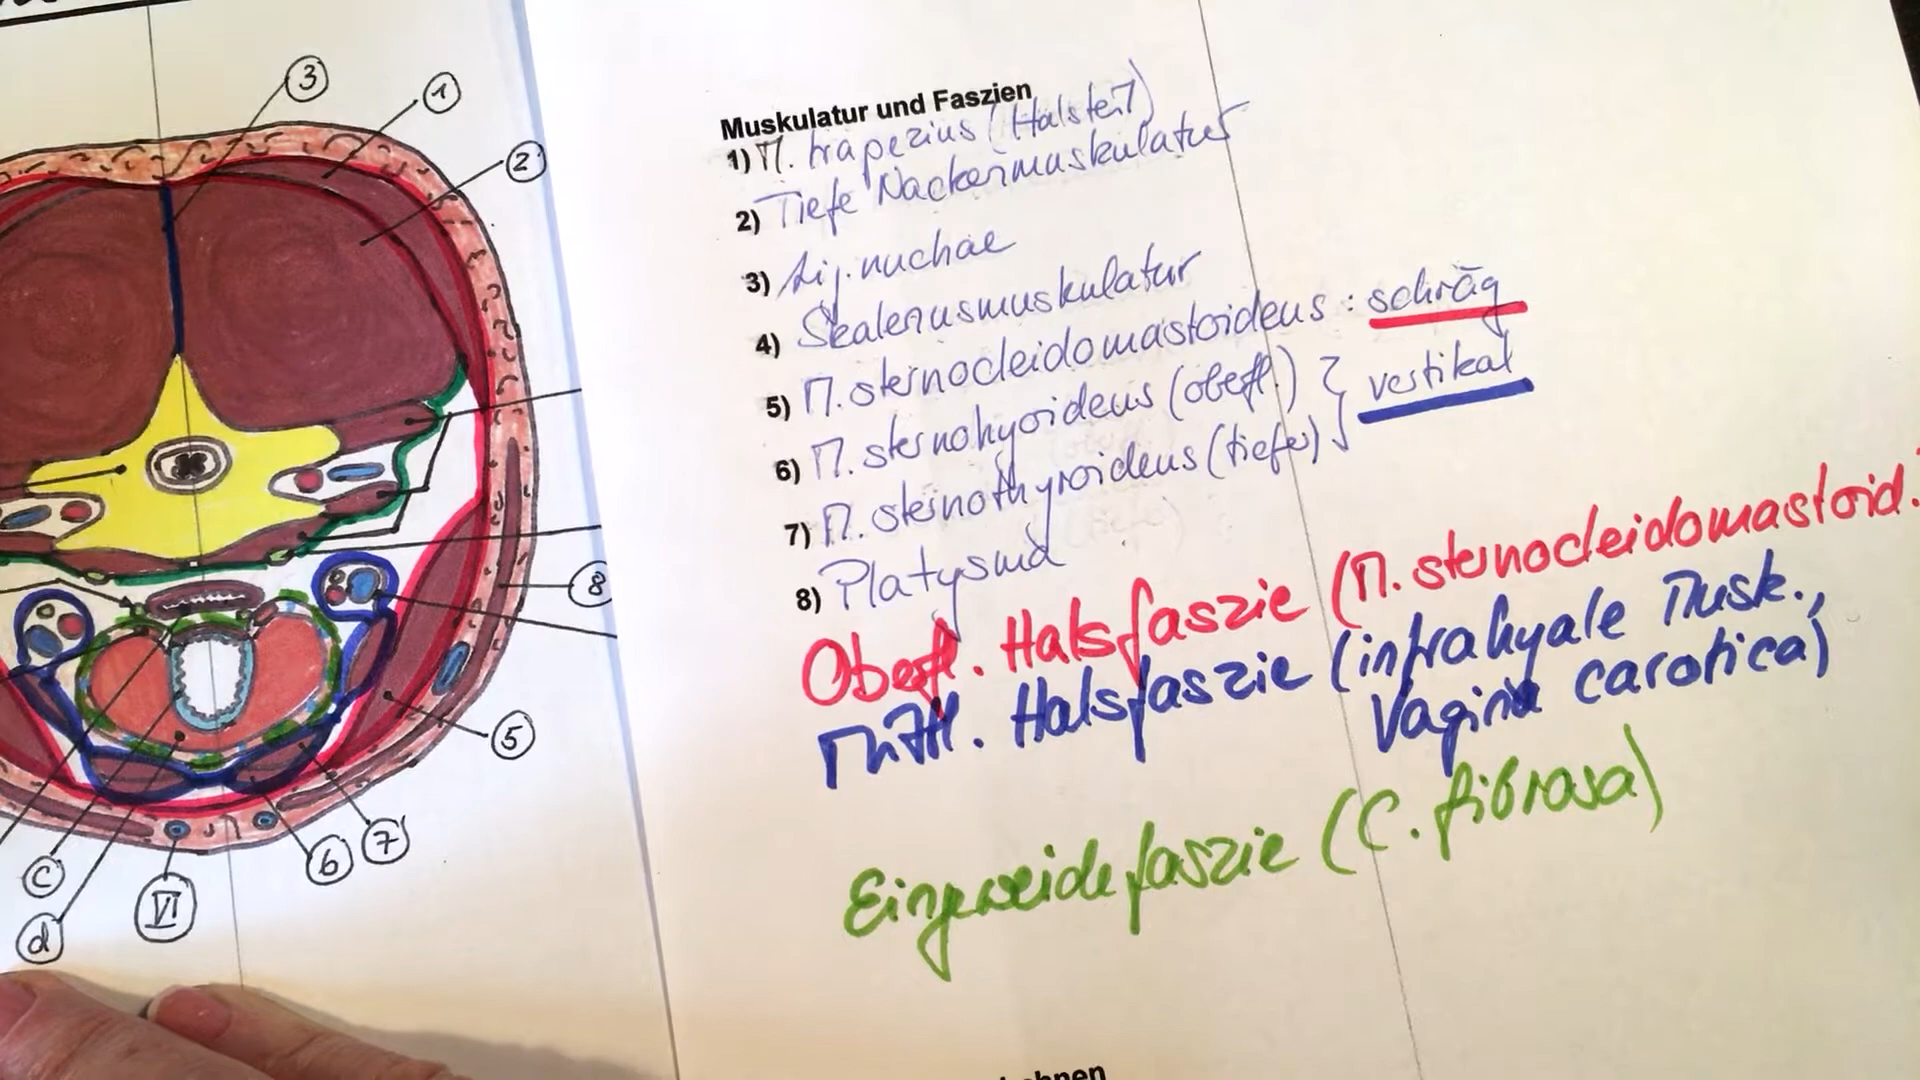 3
1
2
8
5
7
6
c
VI
d
Muskulatur und Faszien
1) M. trapezius (Halsteil)
2) Tiefe Nackenmuskulatur
3) Lig. nuchae
4) Skalenusmuskulatur
5) M. sternocleidomastoideus : schräg
6) M. sternohyoideus (oberfl.) } vertikal
7) M. sternothyroideus (tiefer)
8) Platysma
Oberfl. Halsfaszie (M. sternocleidomastoid.
Mittl. Halsfaszie (infrahyale Musk.,
Vagina carotica)
Eingeweidefaszie (C. fibrosa)